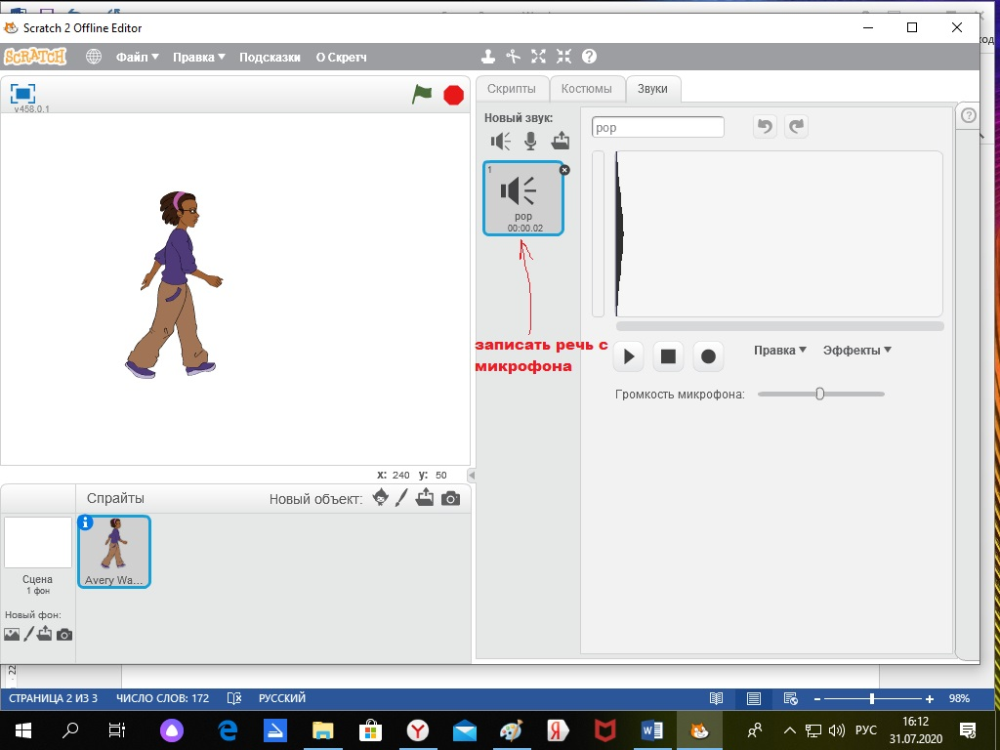 Scratch 2 Offline Editor
SCRATCH Файл Правка Подсказки О Скретч
v458.0.1
Скрипты Костюмы Звуки
Новый звук:
pop
1
pop
00:00.02
записать речь с
микрофона
Правка Эффекты
Громкость микрофона:
x: 240 y: 50
Спрайты Новый объект:
Сцена
1 фон
Avery Wa...
Новый фон:
СТРАНИЦА 2 ИЗ 3 ЧИСЛО СЛОВ: 172 РУССКИЙ 98%
РУС
16:12
31.07.2020